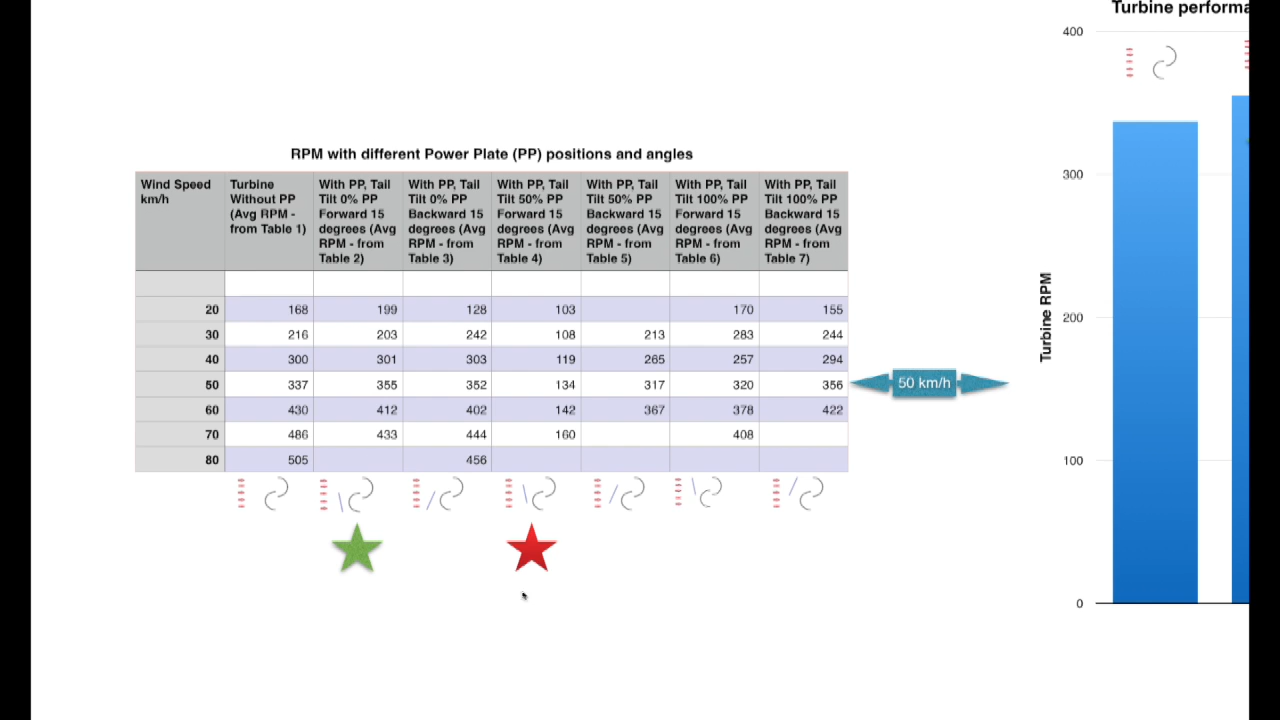 Turbine performa
400
RPM with different Power Plate (PP) positions and angles
Wind Speed km/h Turbine Without PP (Avg RPM - from Table 1) With PP, Tail Tilt 0% PP Forward 15 degrees (Avg RPM - from Table 2) With PP, Tail Tilt 0% PP Backward 15 degrees (Avg RPM - from Table 3) With PP, Tail Tilt 50% PP Forward 15 degrees (Avg RPM - from Table 4) With PP, Tail Tilt 50% PP Backward 15 degrees (Avg RPM - from Table 5) With PP, Tail Tilt 100% PP Forward 15 degrees (Avg RPM - from Table 6) With PP, Tail Tilt 100% PP Backward 15 degrees (Avg RPM - from Table 7)
20 168 199 128 103 170 155
30 216 203 242 108 213 283 244
40 300 301 303 119 265 257 294
50 337 355 352 134 317 320 356
60 430 412 402 142 367 378 422
70 486 433 444 160 408
80 505 456
50 km/h
Turbine RPM
300
200
100
0